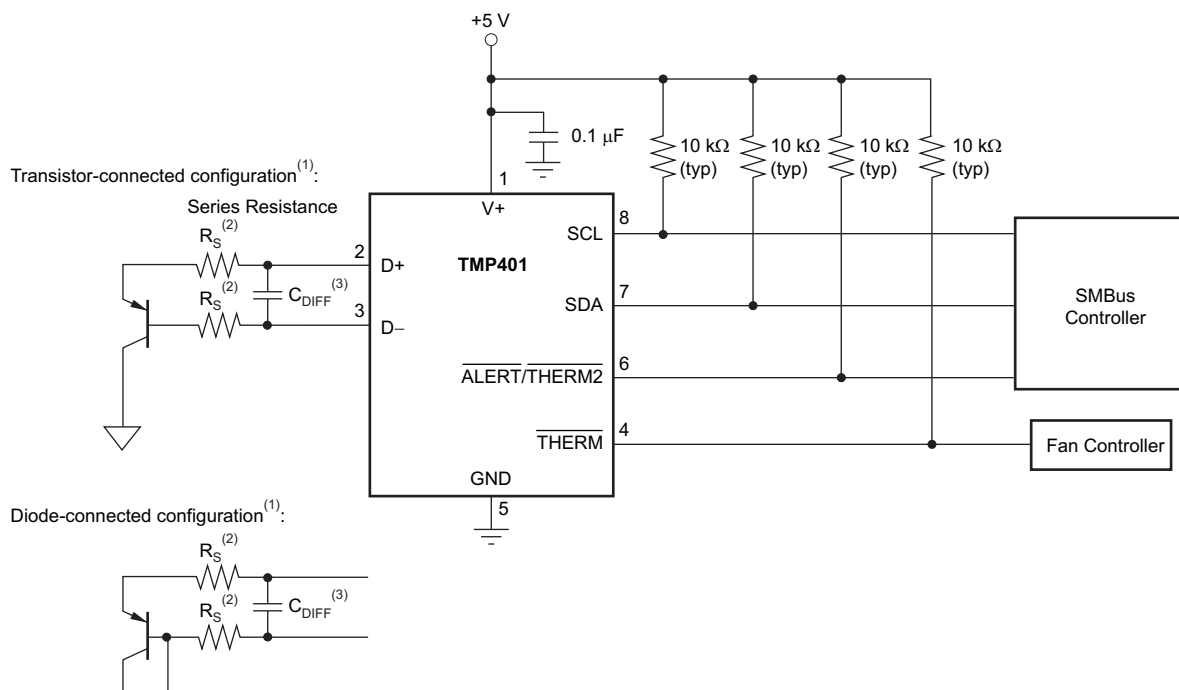 +5 V
0.1 μF
10 kΩ
(typ)
10 kΩ
(typ)
10 kΩ
(typ)
10 kΩ
(typ)
Transistor-connected configuration(1):
Series Resistance
RS(2)
RS(2)
CDIFF(3)
1
V+
2
D+
3
D−
TMP401
8
SCL
7
SDA
6
ALERT/THERM2
4
THERM
GND
5
SMBus
Controller
Fan Controller
Diode-connected configuration(1):
RS(2)
RS(2)
CDIFF(3)